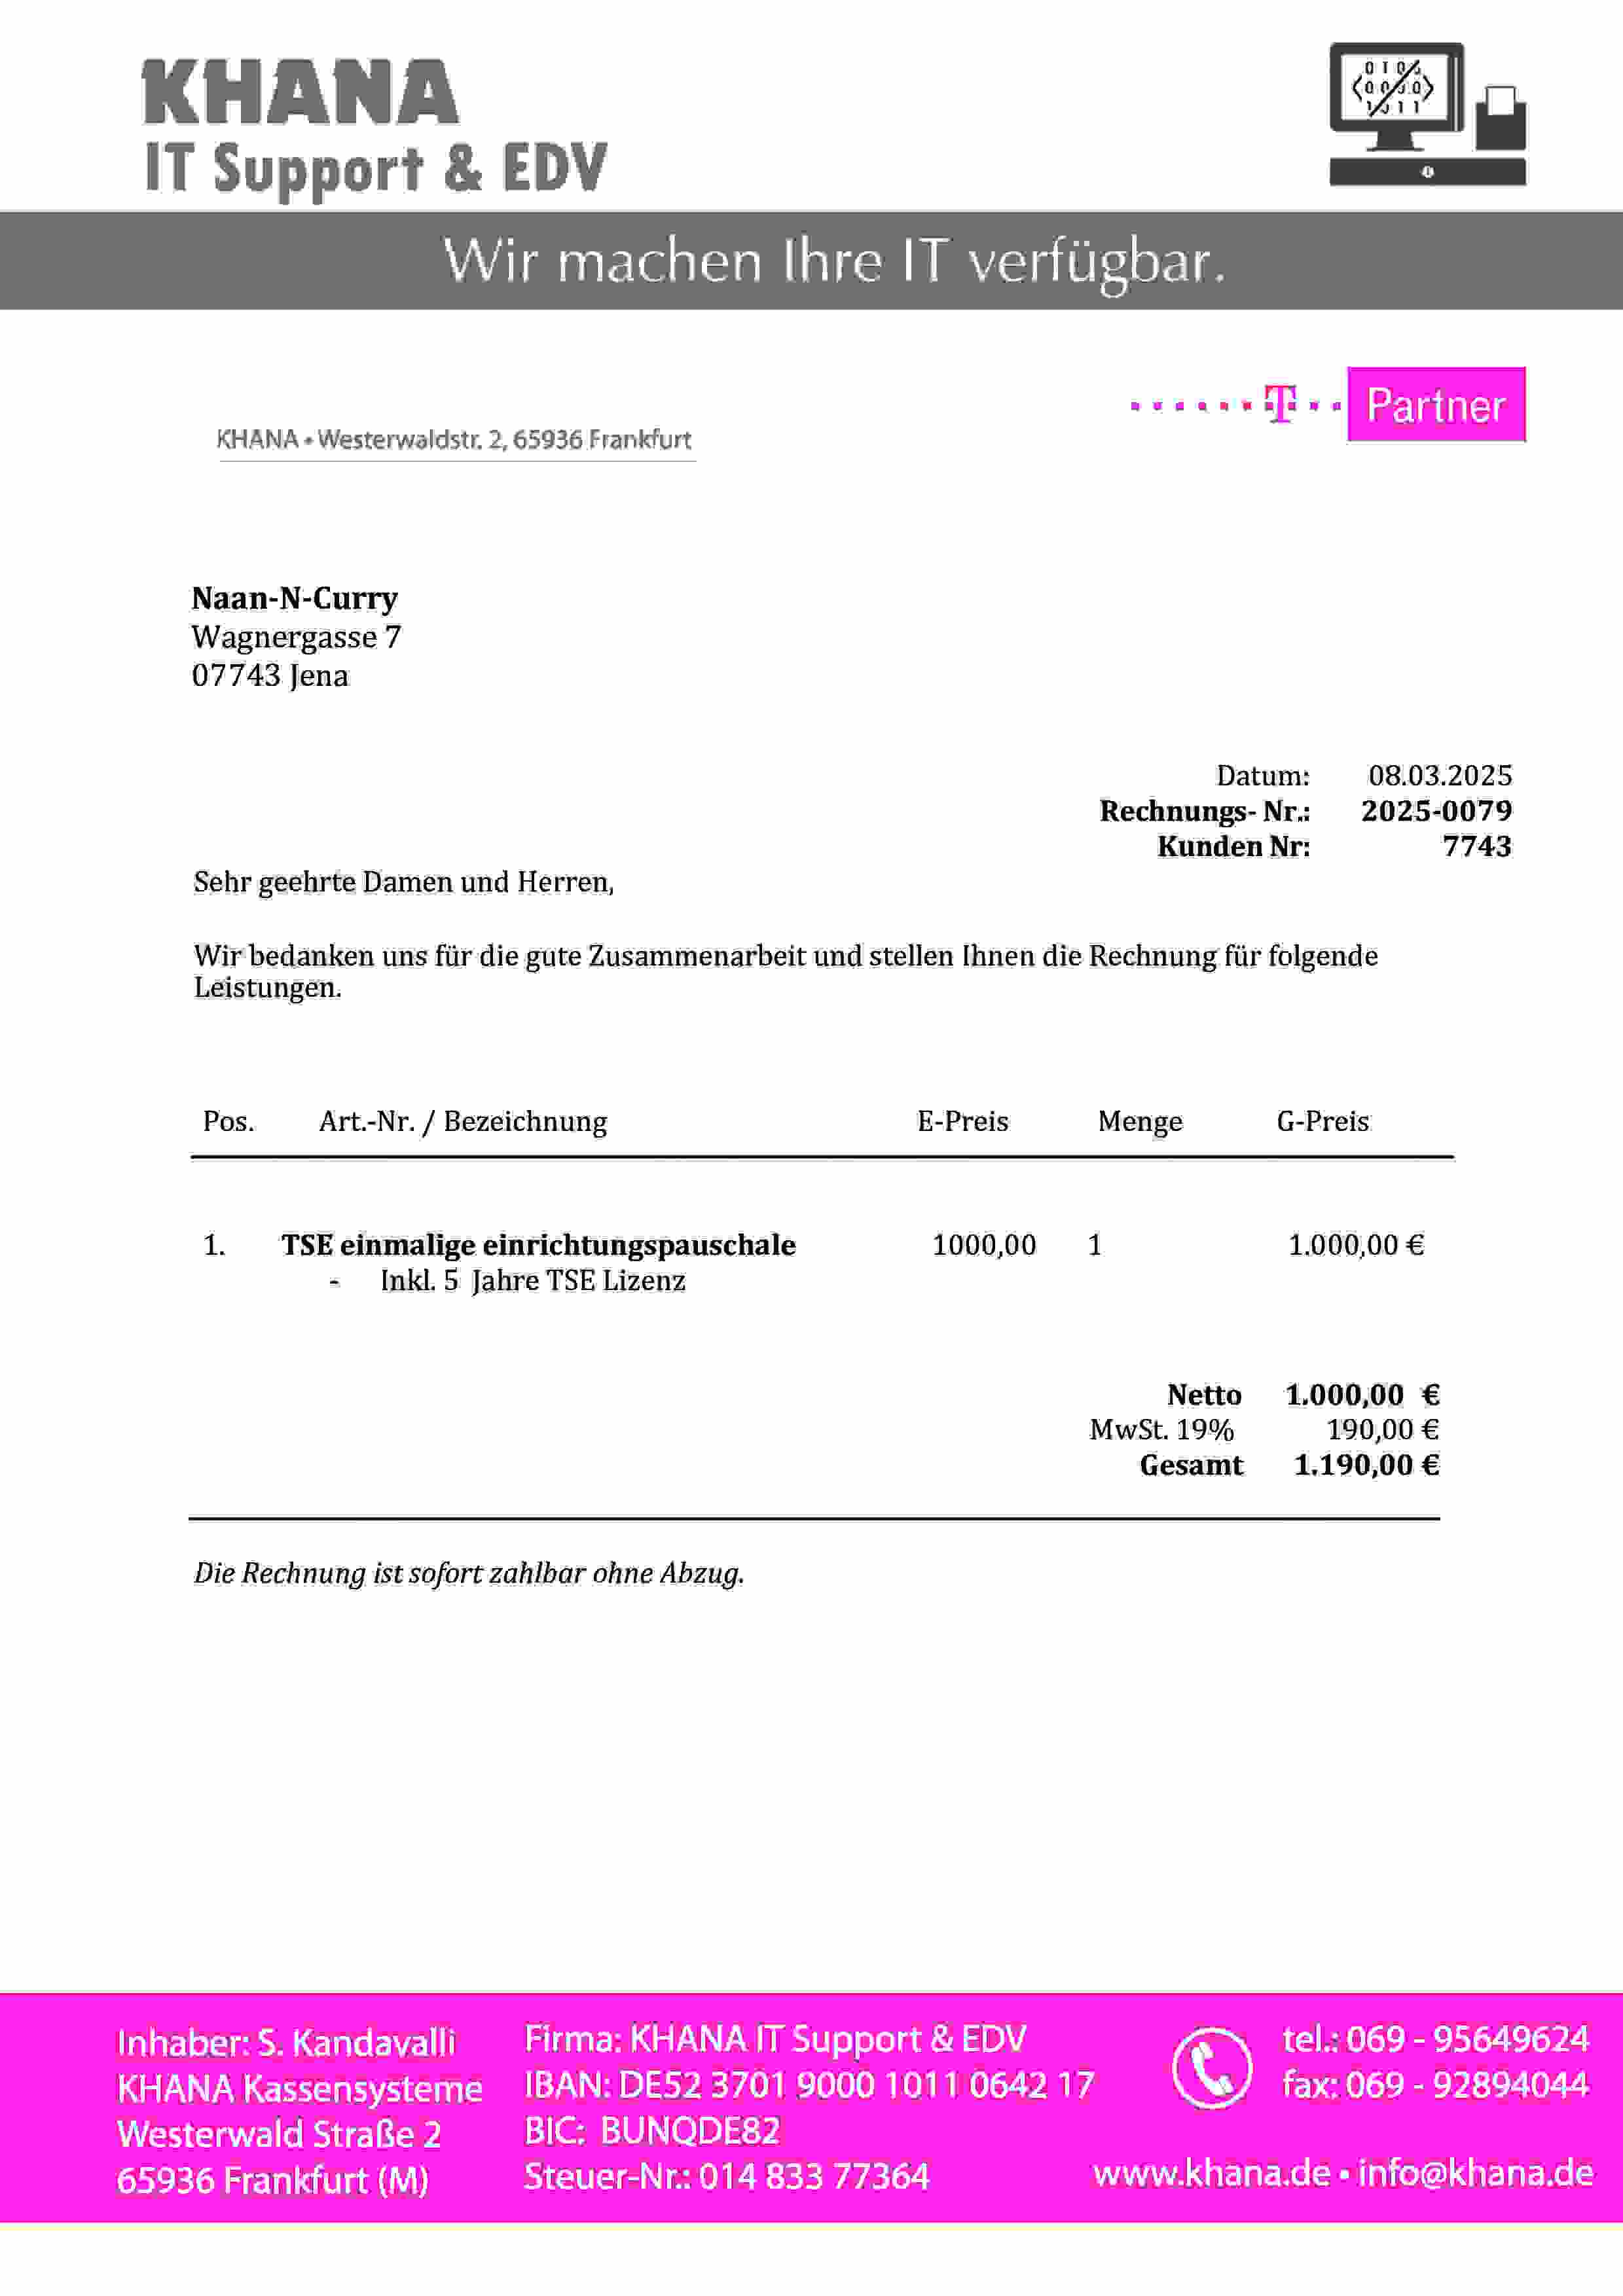 KHANA
IT Support & EDV
Wir machen Ihre IT verfügbar.
T Partner
KHANA • Westerwaldstr. 2, 65936 Frankfurt
Naan-N-Curry
Wagnergasse 7
07743 Jena
Datum: 08.03.2025
Rechnungs- Nr.: 2025-0079
Kunden Nr: 7743
Sehr geehrte Damen und Herren,
Wir bedanken uns für die gute Zusammenarbeit und stellen Ihnen die Rechnung für folgende
Leistungen.
Pos. Art.-Nr. / Bezeichnung E-Preis Menge G-Preis
1. TSE einmalige einrichtungspauschale 1000,00 1 1.000,00 €
- Inkl. 5 Jahre TSE Lizenz
Netto 1.000,00 €
MwSt. 19% 190,00 €
Gesamt 1.190,00 €
Die Rechnung ist sofort zahlbar ohne Abzug.
Inhaber: S. Kandavalli
KHANA Kassensysteme
Westerwald Straße 2
65936 Frankfurt (M)
Firma: KHANA IT Support & EDV
IBAN: DE52 3701 9000 1011 0642 17
BIC: BUNQDE82
Steuer-Nr.: 014 833 77364
tel.: 069 - 95649624
fax: 069 - 92894044
www.khana.de • info@khana.de